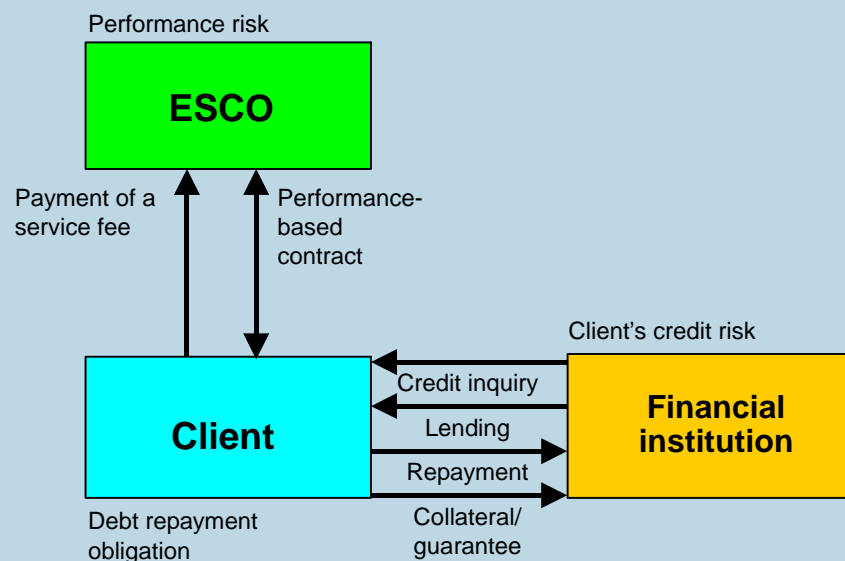 Performance risk
ESCO
Payment of a
service fee
Performance-
based
contract
Client’s credit risk
Credit inquiry
Lending
Repayment
Collateral/
guarantee
Client
Financial
institution
Debt repayment
obligation